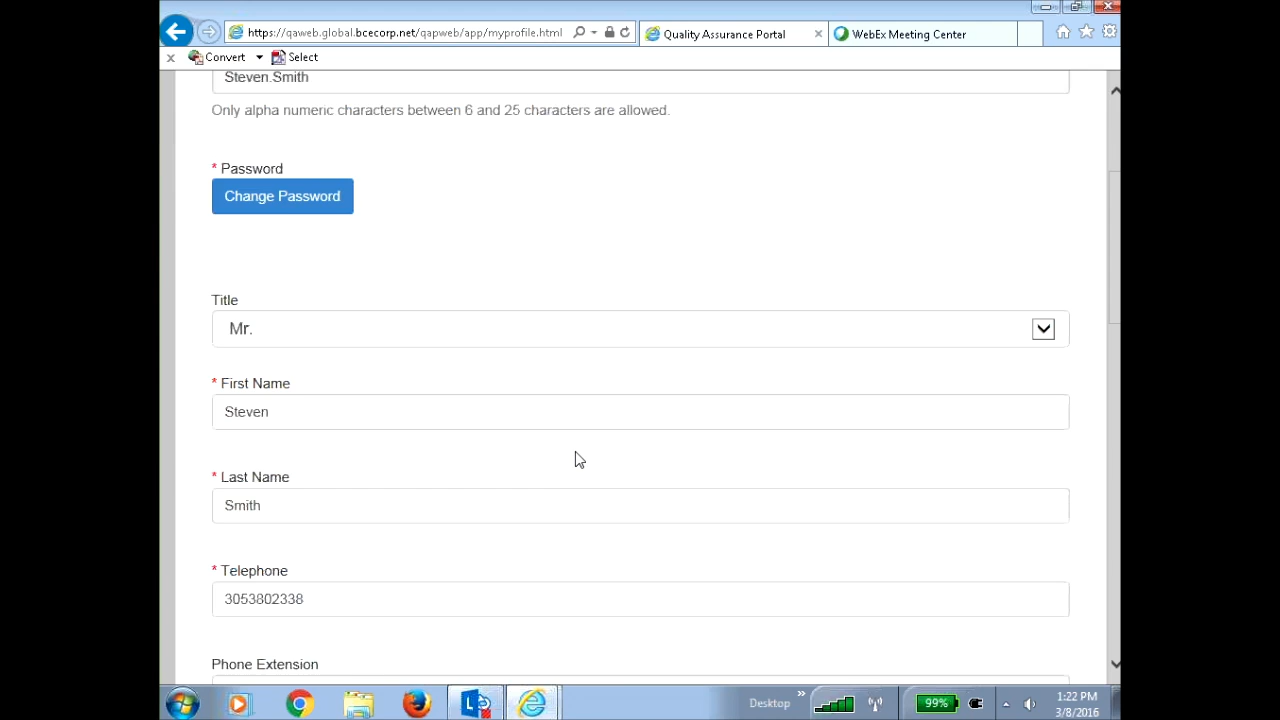 https://qaweb.global.bcecorp.net/qapweb/app/myprofile.html
Quality Assurance Portal
WebEx Meeting Center
Convert
Select
Steven.Smith
Only alpha numeric characters between 6 and 25 characters are allowed.
* Password
Change Password
Title
Mr.
* First Name
Steven
* Last Name
Smith
* Telephone
3053802338
Phone Extension
Desktop
99%
1:22 PM
3/8/2016